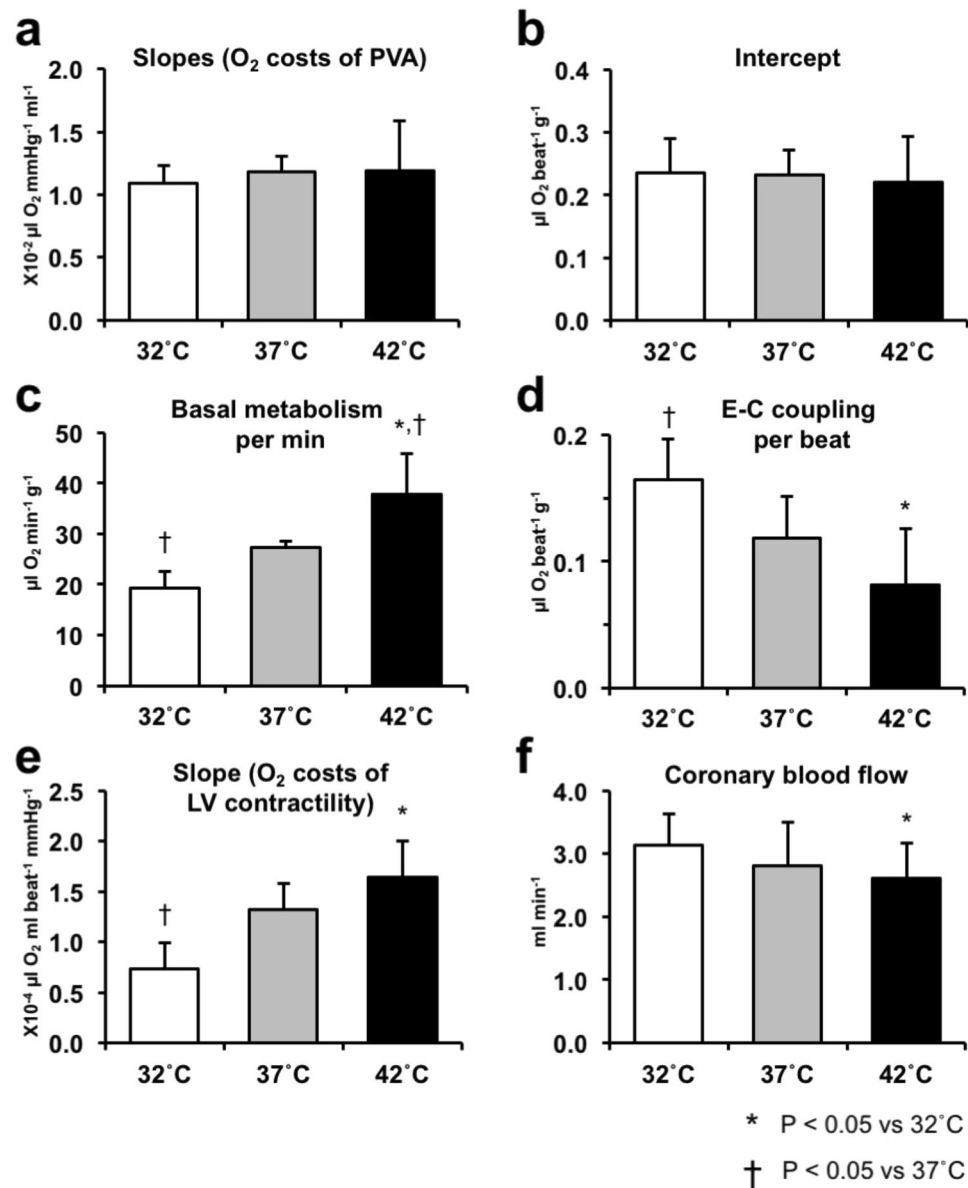 a
Slopes (O₂ costs of PVA)
X10⁻² µl O₂ mmHg⁻¹ ml⁻¹
2.0
1.5
1.0
0.5
0.0
32˚C 37˚C 42˚C
b
Intercept
µl O₂ beat⁻¹ g⁻¹
0.4
0.3
0.2
0.1
0.0
32˚C 37˚C 42˚C
c
Basal metabolism
per min
µl O₂ min⁻¹ g⁻¹
50
40
30
20
10
0
†
*,†
32˚C 37˚C 42˚C
d
E-C coupling
per beat
µl O₂ beat⁻¹ g⁻¹
0.2
0.1
0.0
†
*
32˚C 37˚C 42˚C
e
Slope (O₂ costs of
LV contractility)
X10⁻⁴ µl O₂ ml beat⁻¹ mmHg⁻¹
2.5
2.0
1.5
1.0
0.5
0.0
†
*
32˚C 37˚C 42˚C
f
Coronary blood flow
ml min⁻¹
4.0
3.0
2.0
1.0
0.0
*
32˚C 37˚C 42˚C
* P < 0.05 vs 32˚C
† P < 0.05 vs 37˚C